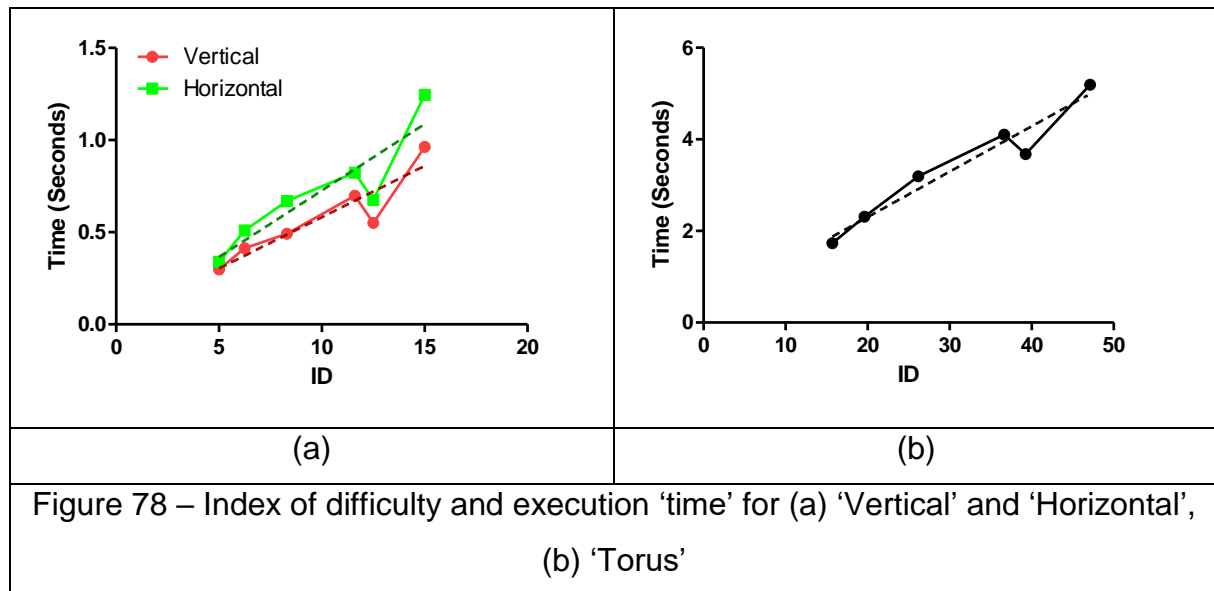 1.5
1.0
0.5
0.0
Time (Seconds)
Vertical
Horizontal
0 5 10 15 20
ID
6
4
2
0
Time (Seconds)
0 10 20 30 40 50
ID
(a)
(b)
Figure 78 – Index of difficulty and execution ‘time’ for (a) ‘Vertical’ and ‘Horizontal’,
(b) ‘Torus’